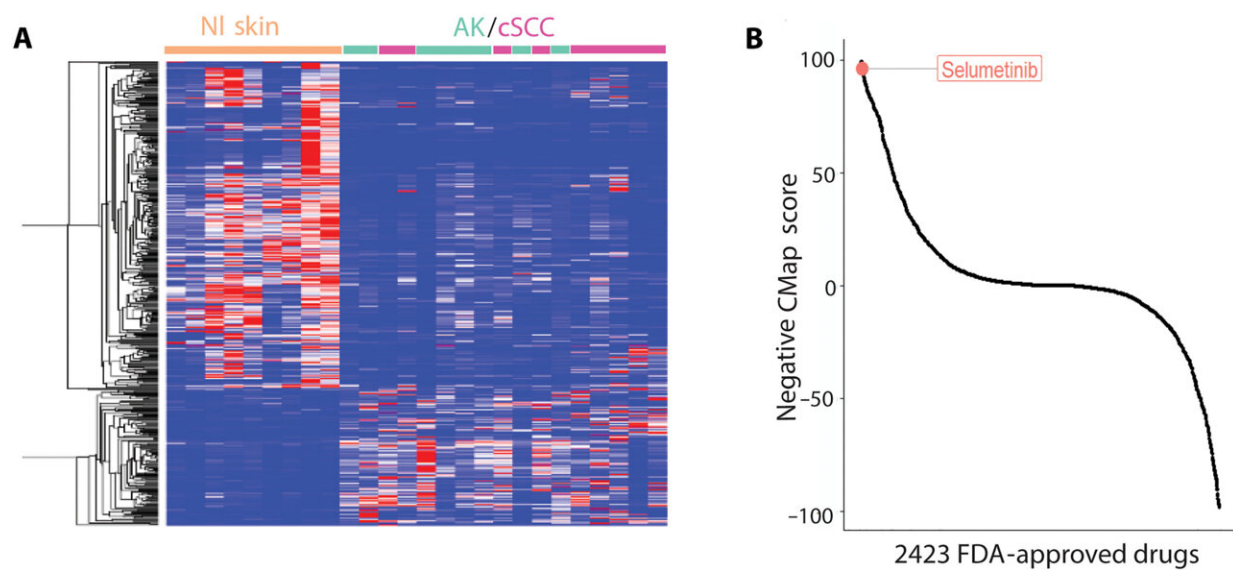 A
Nl skin
AK/cSCC
B
Negative CMap score
100
50
0
−50
−100
Selumetinib
2423 FDA-approved drugs